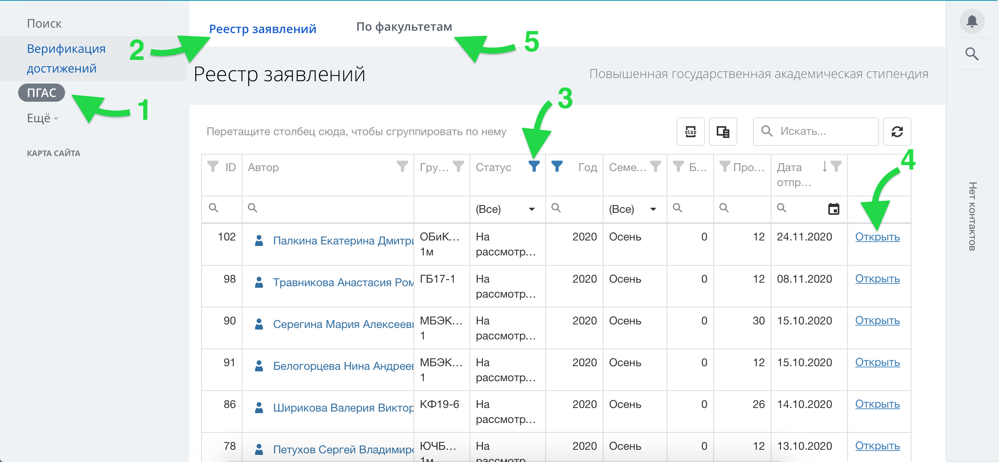 Поиск
Верификация
достижений
ПГАС
Ещё
КАРТА САЙТА
1
2
Реестр заявлений
По факультетам
5
Реестр заявлений
Повышенная государственная академическая стипендия
3
Перетащите столбец сюда, чтобы сгруппировать по нему
xlsx
Искать...
4
ID Автор Гру... Статус Год Семе... Б... Про... Дата
отпр...
(Все) (Все)
102 Палкина Екатерина Дмитри ОБиК... На 2020 Осень 0 12 24.11.2020 Открыть
1м рассмотр...
98 Травникова Анастасия Ром ГБ17-1 На 2020 Осень 0 12 08.11.2020 Открыть
рассмотр...
90 Серегина Мария Алексеевн МБЭК... На 2020 Осень 0 30 15.10.2020 Открыть
1 рассмотр...
91 Белогорцева Нина Андреев МБЭК... На 2020 Осень 0 12 15.10.2020 Открыть
1 рассмотр...
86 Ширикова Валерия Виктор КФ19-6 На 2020 Осень 0 26 14.10.2020 Открыть
рассмотр...
78 Петухов Сергей Владимиро ЮЧБ... На 2020 Осень 0 12 13.10.2020 Открыть
1м рассмотр
Нет контактов